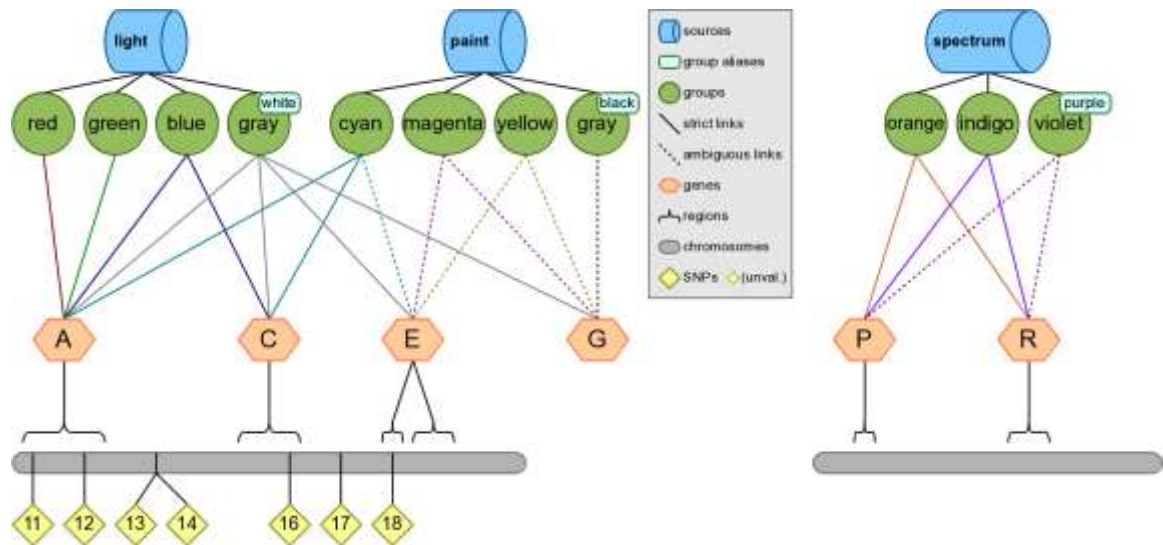 light
paint
spectrum
sources
group aliases
groups
strict links
ambiguous links
genes
regions
chromosomes
SNPs (unval.)
white
black
purple
red green blue gray cyan magenta yellow gray orange indigo violet
A C E G P R
11 12 13 14 16 17 18